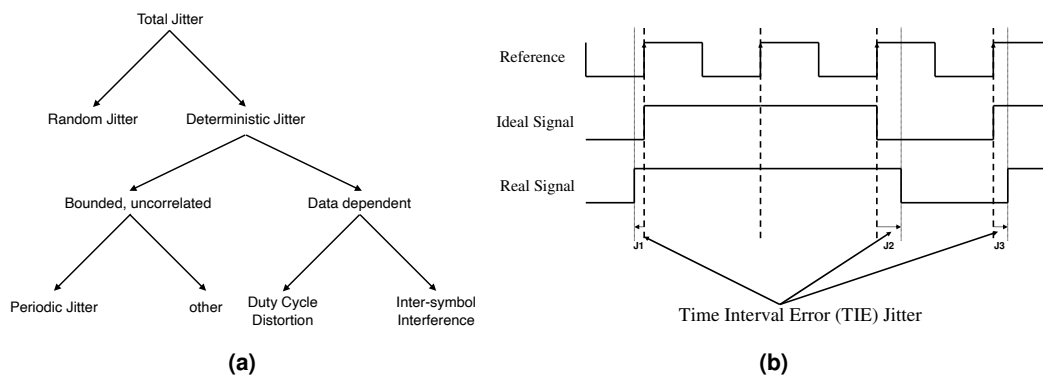 Total Jitter
Random Jitter
Deterministic Jitter
Bounded, uncorrelated
Data dependent
Periodic Jitter
other
Duty Cycle
Distortion
Inter-symbol
Interference
(a)
Reference
Ideal Signal
Real Signal
J1
J2
J3
Time Interval Error (TIE) Jitter
(b)